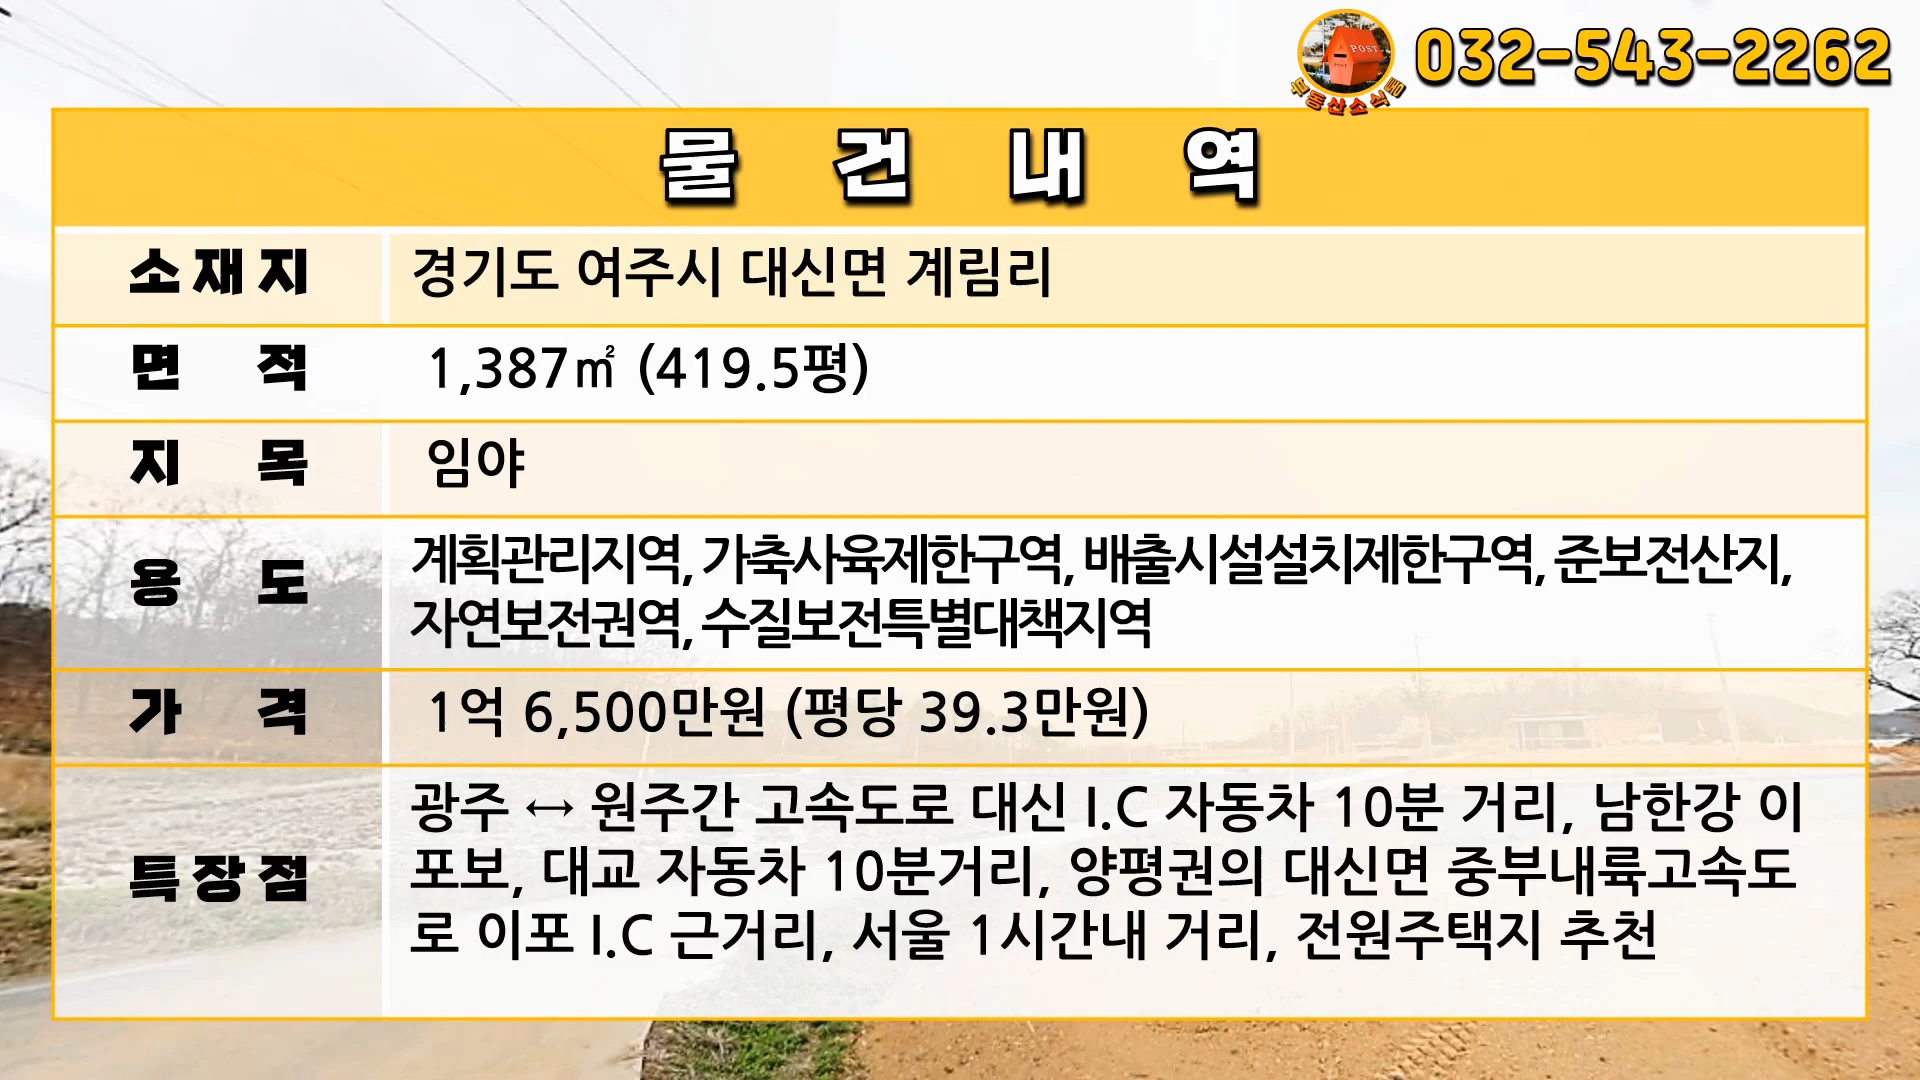 032-543-2262
POST
POST
부동산소식통
물 건 내 역
소재지
경기도 여주시 대신면 계림리
면 적
1,387㎡ (419.5평)
지 목
임야
용 도
계획관리지역, 가축사육제한구역, 배출시설설치제한구역, 준보전산지,
자연보전권역, 수질보전특별대책지역
가 격
1억 6,500만원 (평당 39.3만원)
특장점
광주 ↔ 원주간 고속도로 대신 I.C 자동차 10분 거리, 남한강 이
포보, 대교 자동차 10분거리, 양평권의 대신면 중부내륙고속도
로 이포 I.C 근거리, 서울 1시간내 거리, 전원주택지 추천